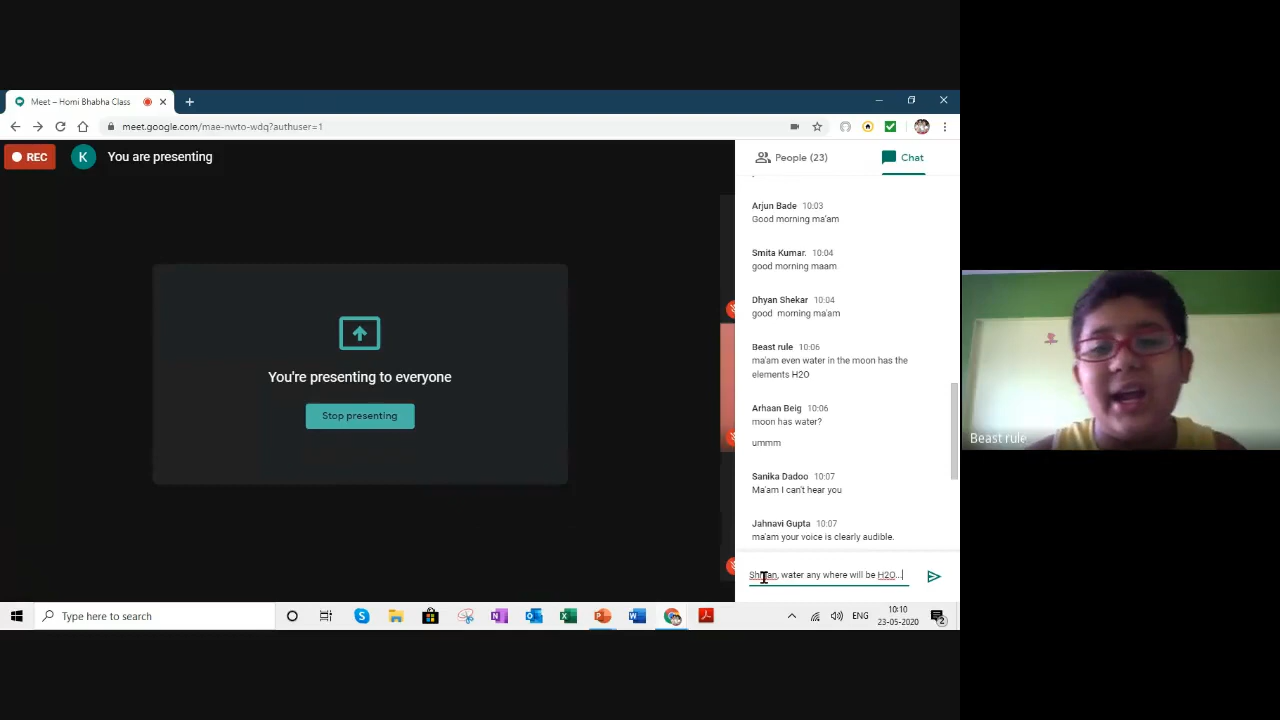 Meet – Homi Bhabha Class
meet.google.com/mae-nwto-wdq?authuser=1
REC
K
You are presenting
People (23)
Chat
Arjun Bade 10:03
Good morning ma'am
Smita Kumar. 10:04
good morning maam
Dhyan Shekar 10:04
good morning ma'am
Beast rule 10:06
ma'am even water in the moon has the
elements H2O
Arhaan Beig 10:06
moon has water?
ummm
Sanika Dadoo 10:07
Ma'am I can't hear you
Jahnavi Gupta 10:07
ma'am your voice is clearly audible.
You're presenting to everyone
Stop presenting
water any where will be H2O...
Beast rule
Type here to search
ENG
10:10
23-05-2020
2